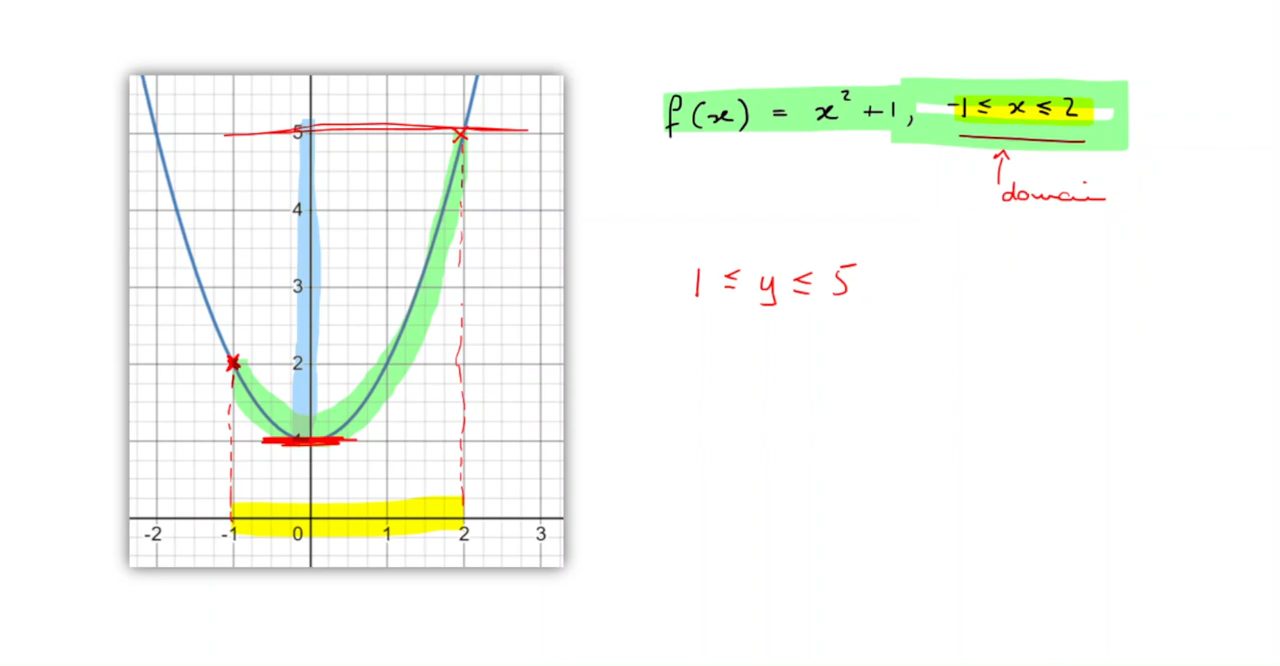 f(x) = x² + 1, -1 ≤ x ≤ 2
domain
1 ≤ y ≤ 5
5
4
3
2
1
-2 -1 0 1 2 3